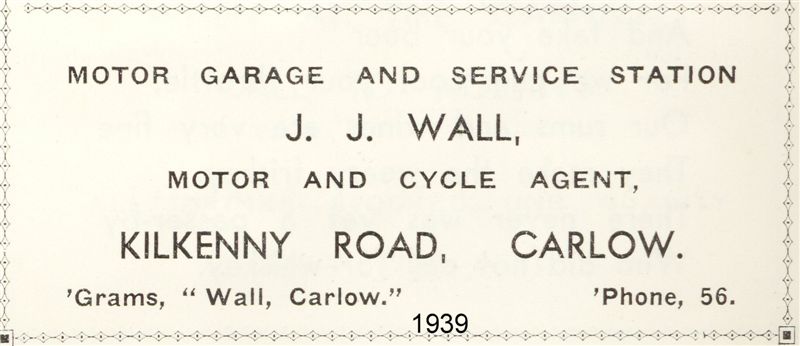 MOTOR GARAGE AND SERVICE STATION
J. J. WALL,
MOTOR AND CYCLE AGENT,
KILKENNY ROAD, CARLOW.
'Grams, "Wall, Carlow." 'Phone, 56.
1939